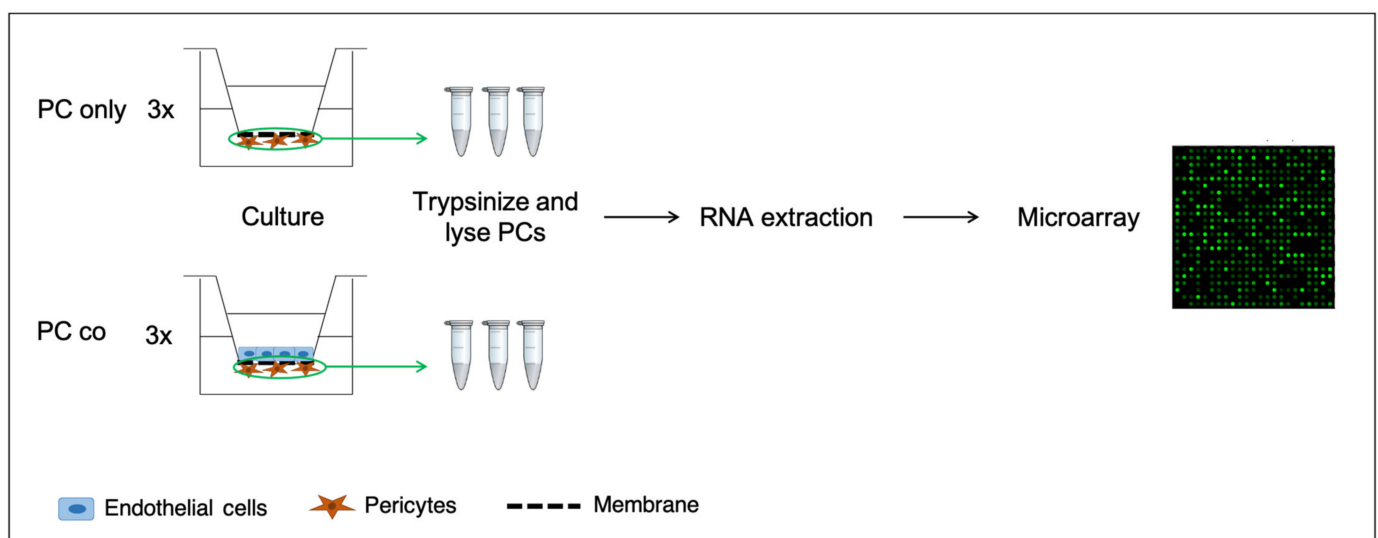 PC only 3x
Culture
Trypsinize and
lyse PCs
RNA extraction
Microarray
PC co 3x
Endothelial cells
Pericytes
Membrane